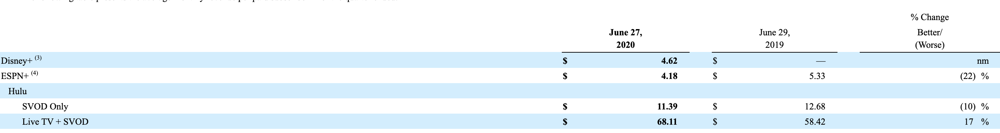 % Change
June 27, June 29, Better/
2020 2019 (Worse)
Disney+ (3) $ 4.62 $ — nm
ESPN+ (4) $ 4.18 $ 5.33 (22) %
Hulu
SVOD Only $ 11.39 $ 12.68 (10) %
Live TV + SVOD $ 68.11 $ 58.42 17 %